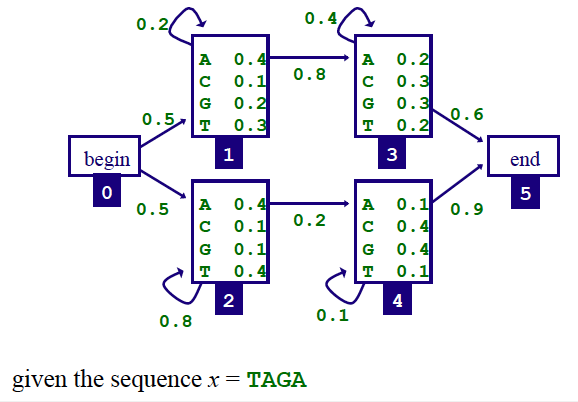 0.2
0.4
A 0.4
C 0.1
G 0.2
T 0.3
0.8
A 0.2
C 0.3
G 0.3
T 0.2
0.5
0.6
begin
1
3
end
0
5
0.5
A 0.4
C 0.1
G 0.1
T 0.4
0.2
A 0.1
C 0.4
G 0.4
T 0.1
0.9
2
4
0.8
0.1
given the sequence x = TAGA